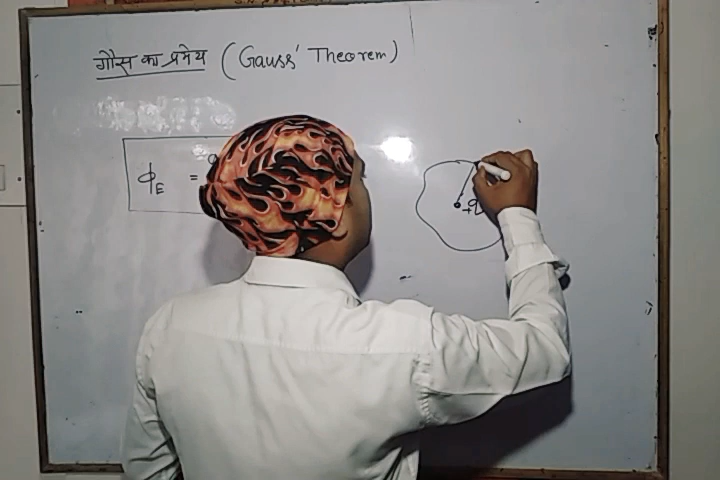 गौस का प्रमेय (Gauss' Theorem)
ϕE =
+q